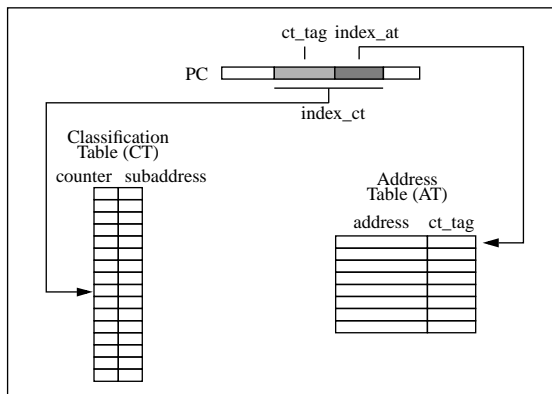 ct_tag index_at
PC
index_ct
Classification
Table (CT)
counter subaddress
Address
Table (AT)
address ct_tag